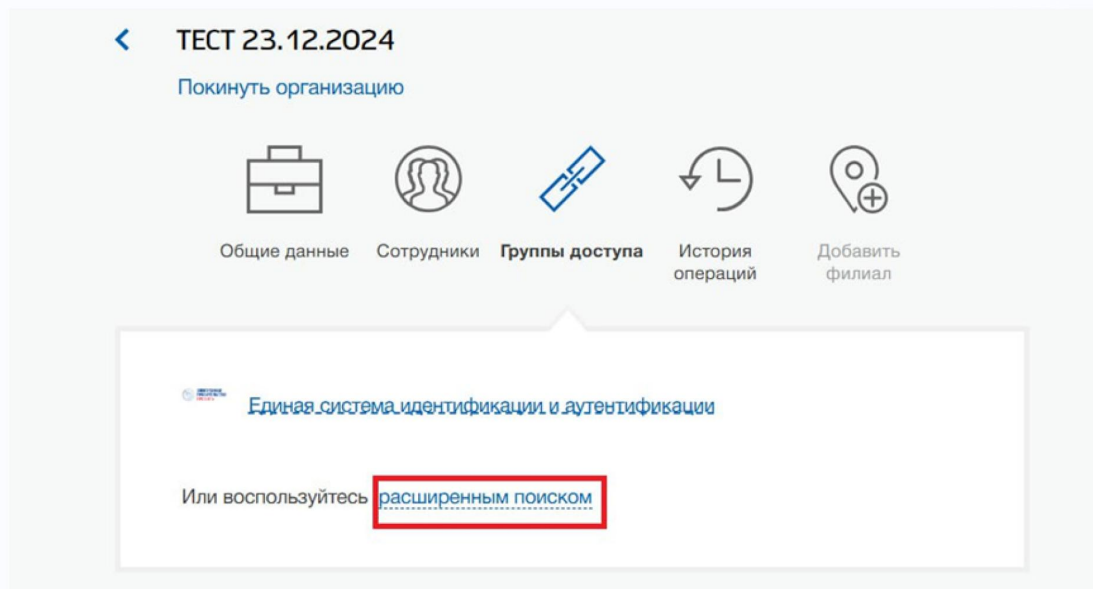 ТЕСТ 23.12.2024
Покинуть организацию
Общие данные
Сотрудники
Группы доступа
История
операций
Добавить
филиал
Единая система идентификации и аутентификации
Или воспользуйтесь расширенным поиском